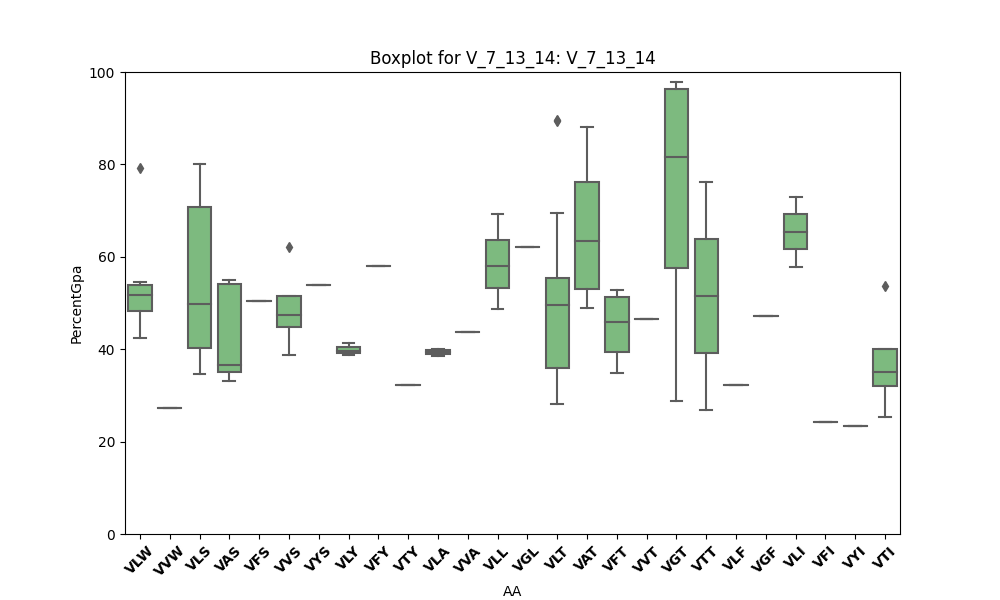 Boxplot for V_7_13_14: V_7_13_14
100
80
60
40
20
0
PercentGpa
VLW VVW VLS VAS VFS VVS VYS VLY VFY VTY VLA VVA VLL VGL VLT VAT VFT VVT VGT VTT VLF VGF VLI VFI VYI VTI
AA